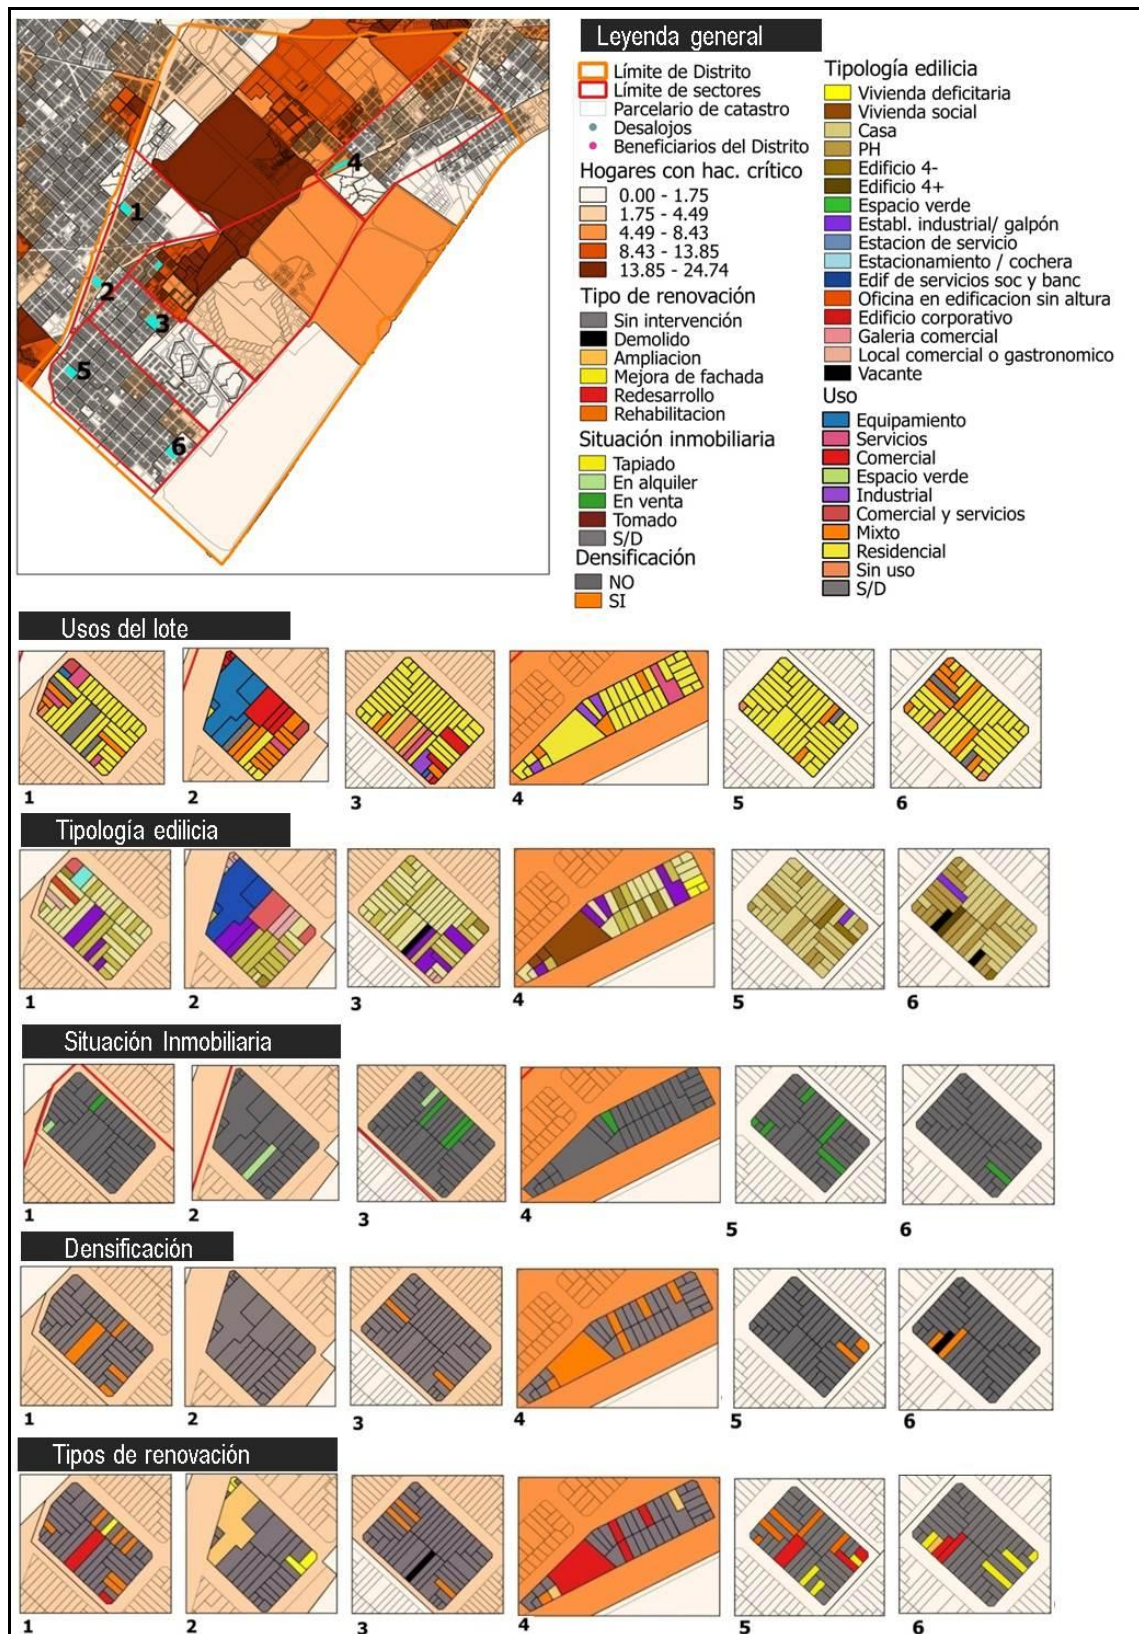 Leyenda general
Límite de Distrito
Límite de sectores
Parcelario de catastro
Desalojos
Beneficiarios del Distrito
Hogares con hac. crítico
0.00 - 1.75
1.75 - 4.49
4.49 - 8.43
8.43 - 13.85
13.85 - 24.74
Tipo de renovación
Sin intervención
Demolido
Ampliacion
Mejora de fachada
Redesarrollo
Rehabilitacion
Situación inmobiliaria
Tapiado
En alquiler
En venta
Tomado
S/D
Densificación
NO
SI
Tipología edilicia
Vivienda deficitaria
Vivienda social
Casa
PH
Edificio 4-
Edificio 4+
Espacio verde
Establ. industrial/ galpón
Estacion de servicio
Estacionamiento / cochera
Edif de servicios soc y banc
Oficina en edificacion sin altura
Edificio corporativo
Galeria comercial
Local comercial o gastronomico
Vacante
Uso
Equipamiento
Servicios
Comercial
Espacio verde
Industrial
Comercial y servicios
Mixto
Residencial
Sin uso
S/D
4
1
2
3
5
6
Usos del lote
1 2 3 4 5 6
Tipología edilicia
1 2 3 4 5 6
Situación Inmobiliaria
1 2 3 4 5 6
Densificación
1 2 3 4 5 6
Tipos de renovación
1 2 3 4 5 6